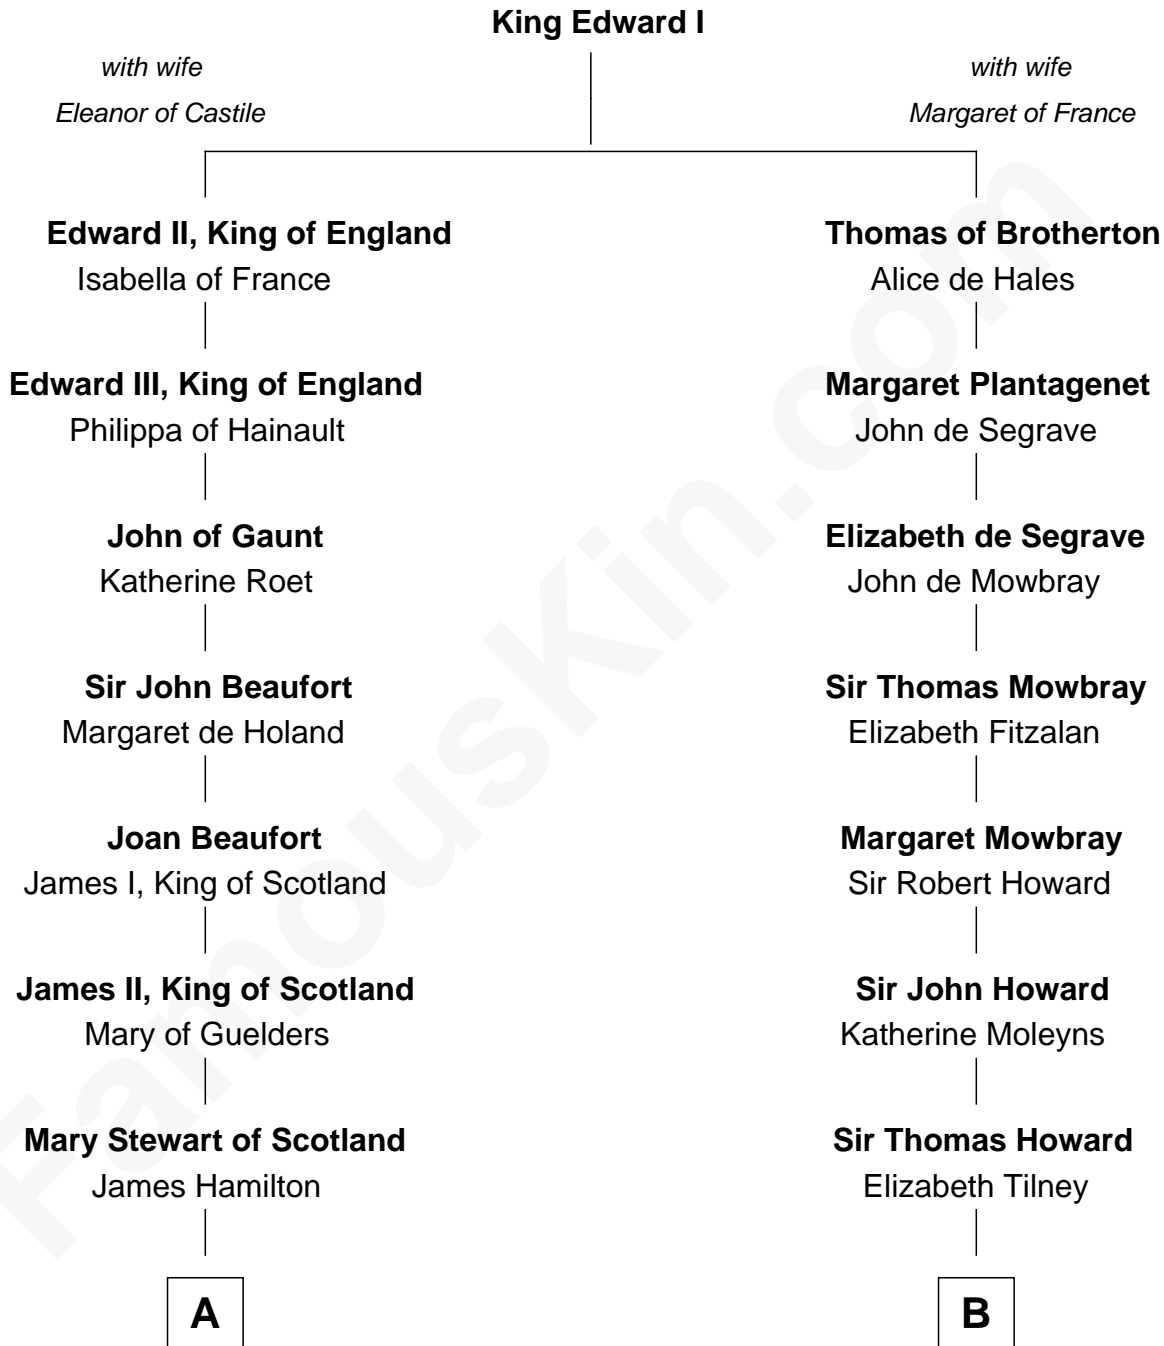 King Edward I
with wife
Eleanor of Castile
with wife
Margaret of France
Edward II, King of England
Isabella of France
Thomas of Brotherton
Alice de Hales
Edward III, King of England
Philippa of Hainault
Margaret Plantagenet
John de Segrave
John of Gaunt
Katherine Roet
Elizabeth de Segrave
John de Mowbray
Sir John Beaufort
Margaret de Holand
Sir Thomas Mowbray
Elizabeth Fitzalan
Joan Beaufort
James I, King of Scotland
Margaret Mowbray
Sir Robert Howard
James II, King of Scotland
Mary of Guelders
Sir John Howard
Katherine Moleyns
Mary Stewart of Scotland
James Hamilton
Sir Thomas Howard
Elizabeth Tilney
A
B
FamousKin.com